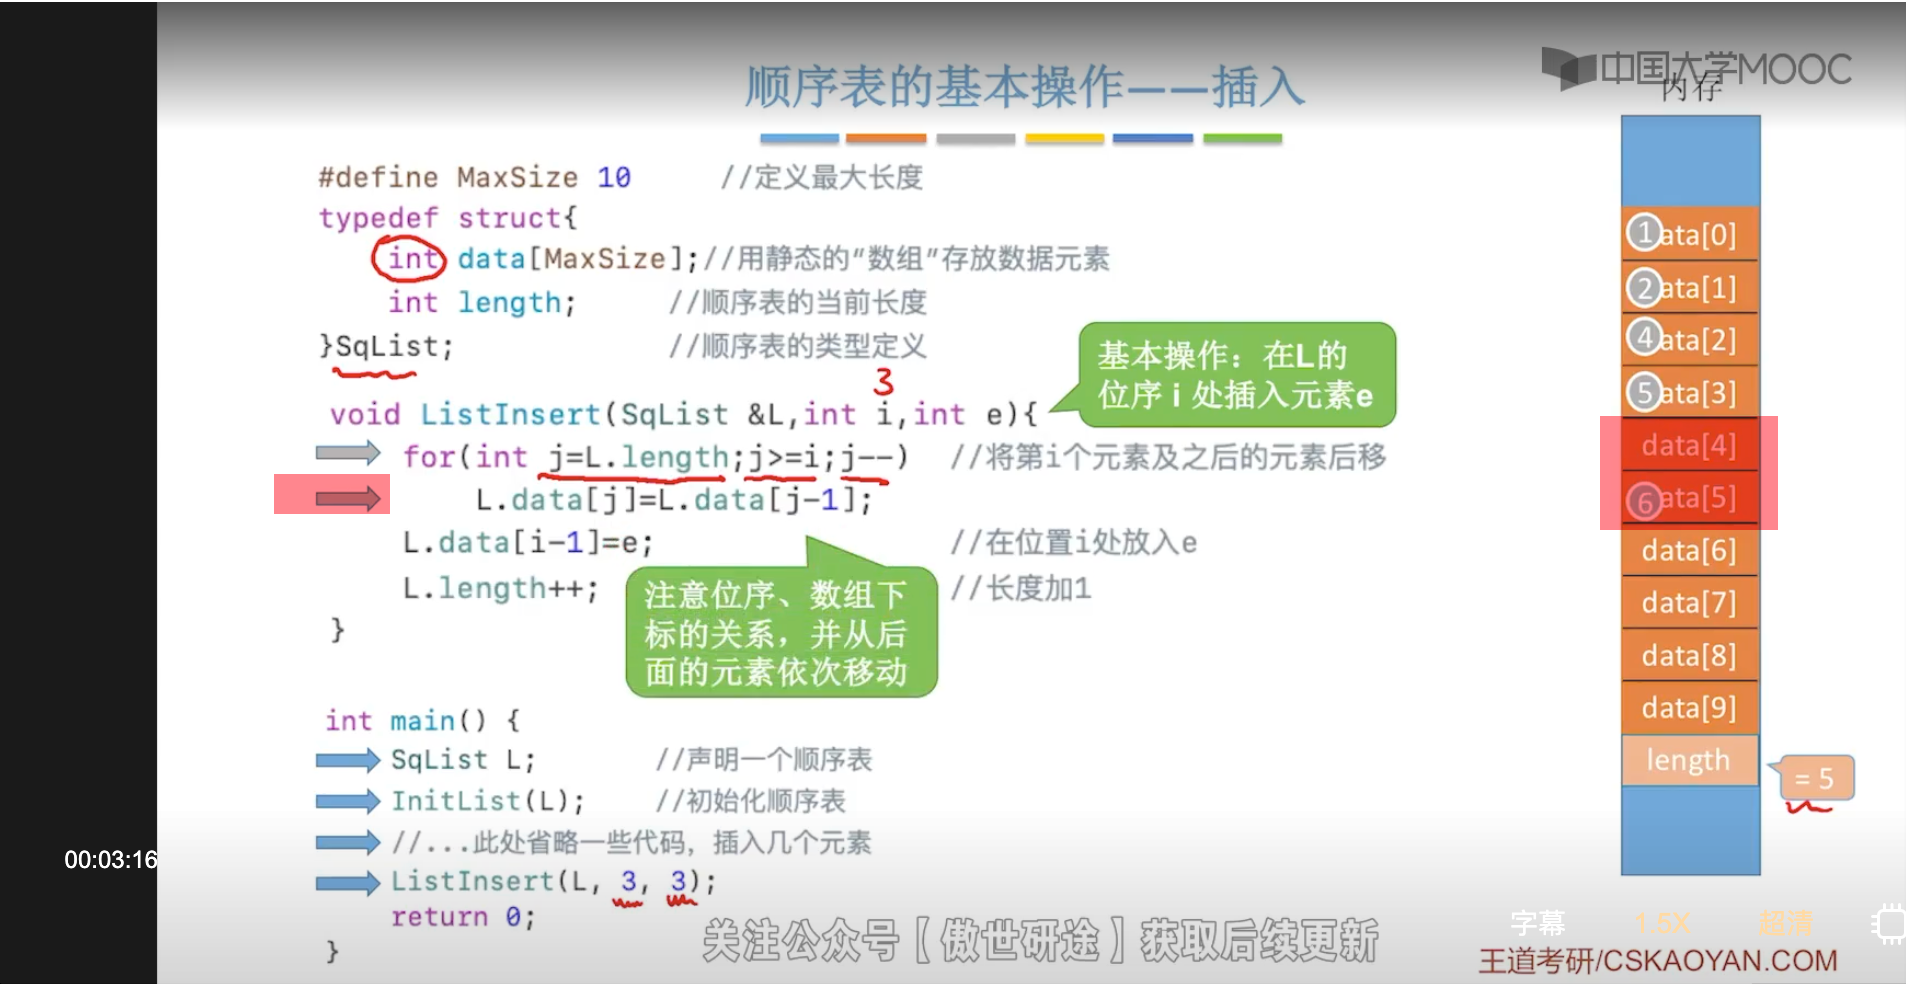 中国大学MOOC
顺序表的基本操作——插入
内存
#define MaxSize 10 //定义最大长度
typedef struct{
int data[MaxSize];//用静态的“数组”存放数据元素
int length; //顺序表的当前长度
}SqList; //顺序表的类型定义
基本操作：在L的
位序 i 处插入元素e
3
void ListInsert(SqList &L,int i,int e){
for(int j=L.length;j>=i;j--) //将第i个元素及之后的元素后移
L.data[j]=L.data[j-1];
L.data[i-1]=e; //在位置i处放入e
L.length++; //长度加1
}
注意位序、数组下
标的关系，并从后
面的元素依次移动
int main() {
SqList L; //声明一个顺序表
InitList(L); //初始化顺序表
//...此处省略一些代码，插入几个元素
ListInsert(L, 3, 3);
return 0;
}
1 ata[0]
2 ata[1]
4 ata[2]
5 ata[3]
data[4]
6 ata[5]
data[6]
data[7]
data[8]
data[9]
length
= 5
00:03:16
关注公众号【傲世研途】获取后续更新
字幕 1.5X 超清
王道考研/CSKAOYAN.COM